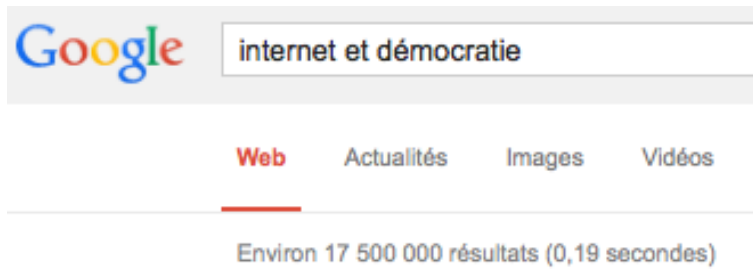 Google internet et démocratie
Web Actualités Images Vidéos
Environ 17 500 000 résultats (0,19 secondes)